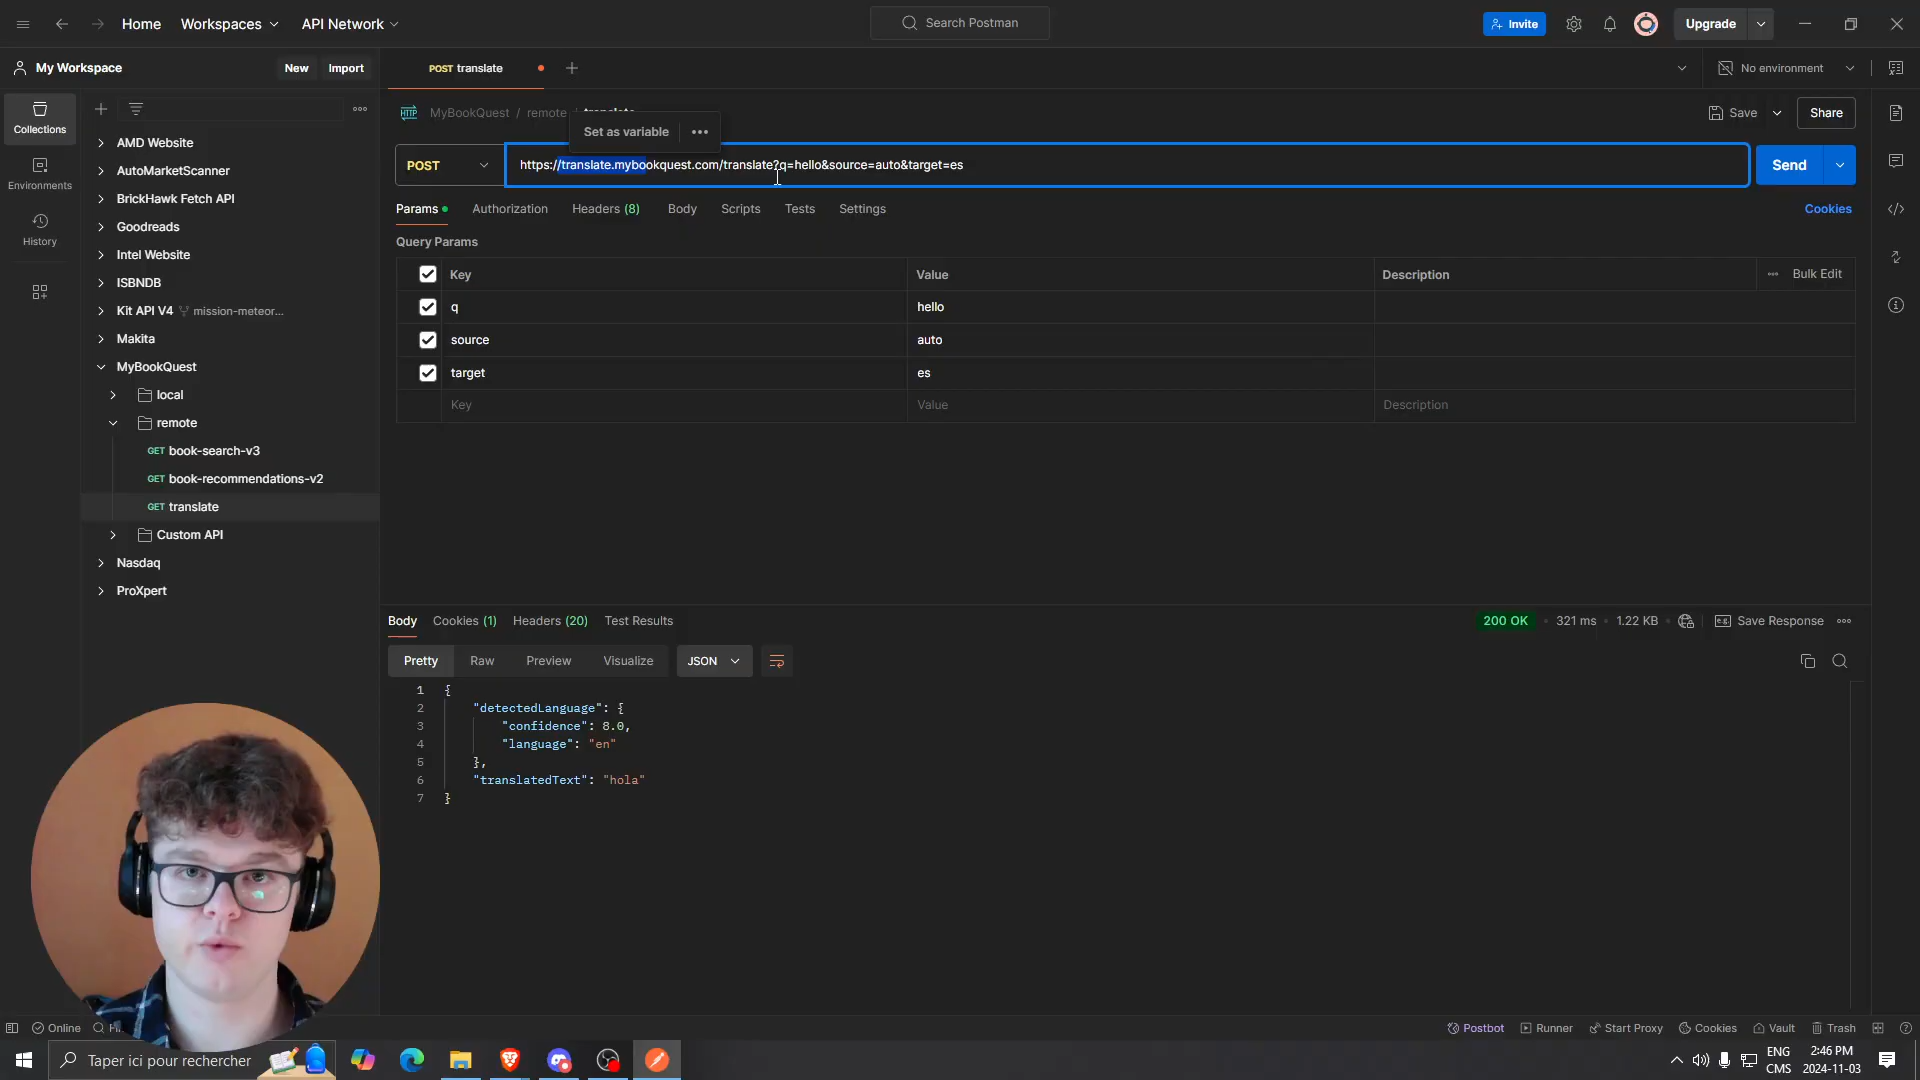 Home Workspaces API Network Search Postman Invite Upgrade
My Workspace New Import POST translate No environment
Collections
Environments
History
AMD Website
AutoMarketScanner
BrickHawk Fetch API
Goodreads
Intel Website
ISBNDB
Kit API V4 mission-meteor...
Makita
MyBookQuest
local
remote
GET book-search-v3
GET book-recommendations-v2
GET translate
Custom API
Nasdaq
ProXpert
HTTP MyBookQuest / remote / translate Save Share
Set as variable
POST https://translate.mybookquest.com/translate?q=hello&source=auto&target=es Send
Params Authorization Headers (8) Body Scripts Tests Settings Cookies
Query Params
Key Value Description Bulk Edit
q hello
source auto
target es
Key Value Description
Body Cookies (1) Headers (20) Test Results 200 OK 321 ms 1.22 KB e.g. Save Response
Pretty Raw Preview Visualize JSON
1 {
2 "detectedLanguage": {
3 "confidence": 8.0,
4 "language": "en"
5 },
6 "translatedText": "hola"
7 }
Online Postbot Runner Start Proxy Cookies Vault Trash
Taper ici pour rechercher ENG 2:46 PM
CMS 2024-11-03